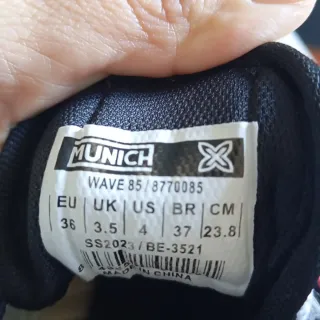 MUNICH
WAVE 85 / 8770085
EU UK US BR CM
36 3.5 4 37 23.8
SS2023 / BE-3521
MADE IN CHINA